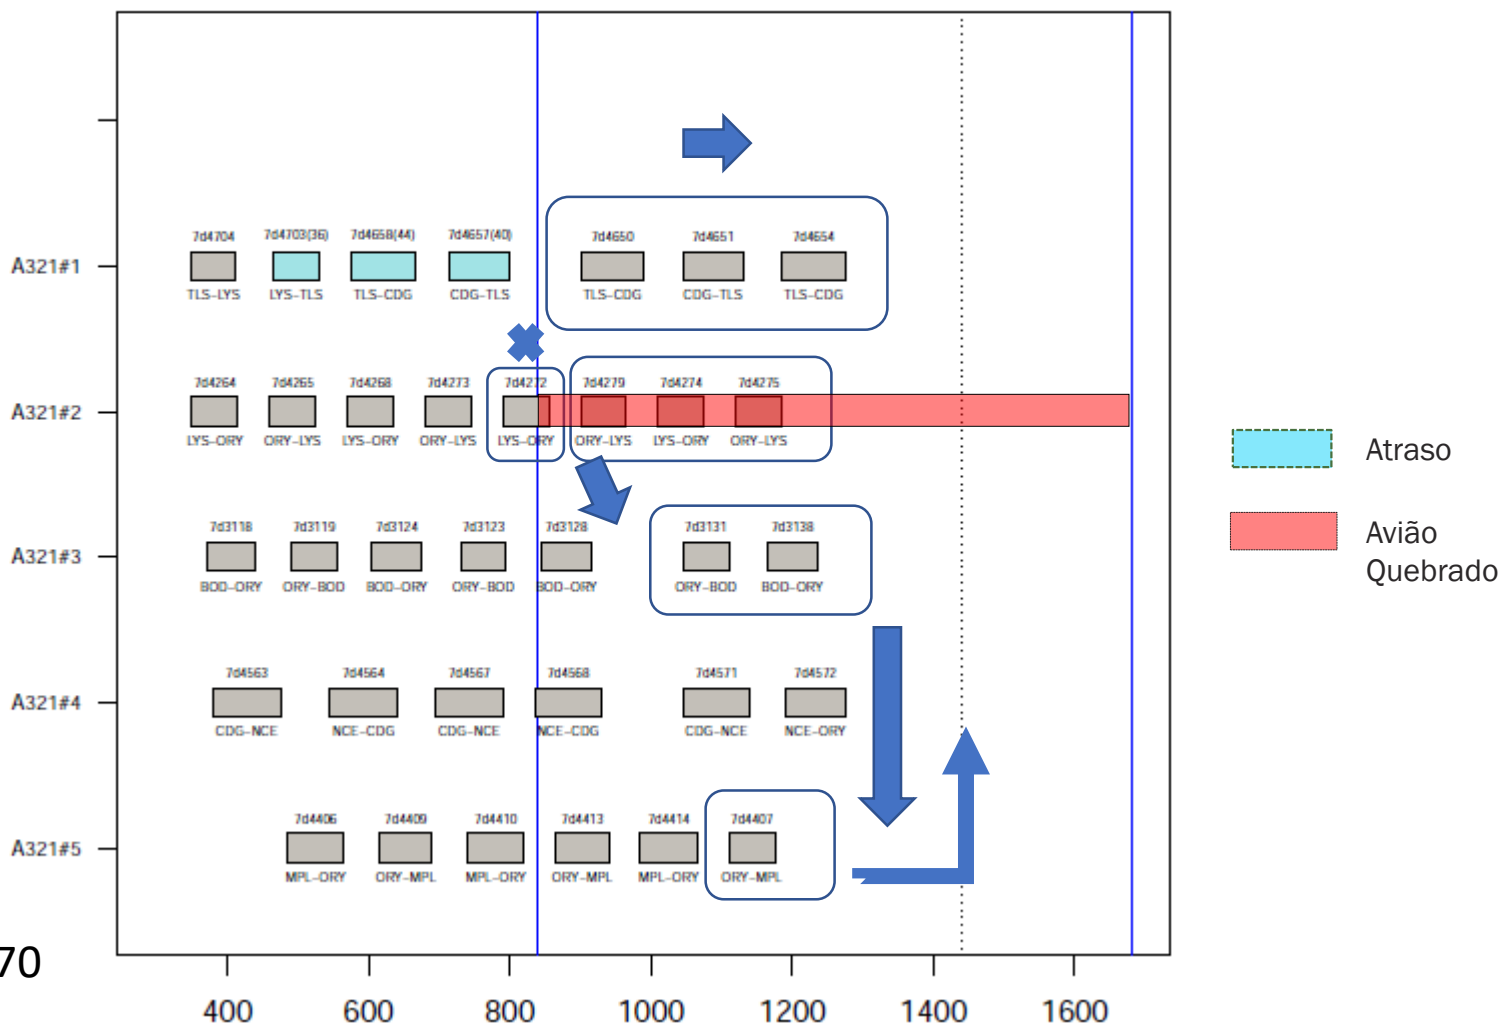 7d4704 7d4703(36) 7d4658(44) 7d4657(40) 7d4650 7d4651 7d4654
A321#1
TLS-LYS LYS-TLS TLS-CDG CDG-TLS TLS-CDG CDG-TLS TLS-CDG
7d4264 7d4265 7d4268 7d4273 7d4272 7d4279 7d4274 7d4275
A321#2
LYS-ORY ORY-LYS LYS-ORY ORY-LYS LYS-ORY ORY-LYS LYS-ORY ORY-LYS
Atraso
Avião
Quebrado
7d3118 7d3119 7d3124 7d3123 7d3128 7d3131 7d3138
A321#3
BOD-ORY ORY-BOD BOD-ORY ORY-BOD BOD-ORY ORY-BOD BOD-ORY
7d4563 7d4564 7d4567 7d4568 7d4571 7d4572
A321#4
CDG-NCE NCE-CDG CDG-NCE NCE-CDG CDG-NCE NCE-ORY
7d4406 7d4409 7d4410 7d4413 7d4414 7d4407
A321#5
MPL-ORY ORY-MPL MPL-ORY ORY-MPL MPL-ORY ORY-MPL
70
400 600 800 1000 1200 1400 1600